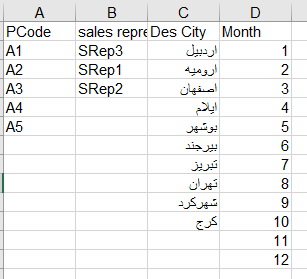 A B C D
PCode sales repre Des City Month
A1 SRep3 اردبیل 1
A2 SRep1 ارومیه 2
A3 SRep2 اصفهان 3
A4 ایلام 4
A5 بوشهر 5
بیرجند 6
تبریز 7
تهران 8
شهرکرد 9
کرج 10
11
12